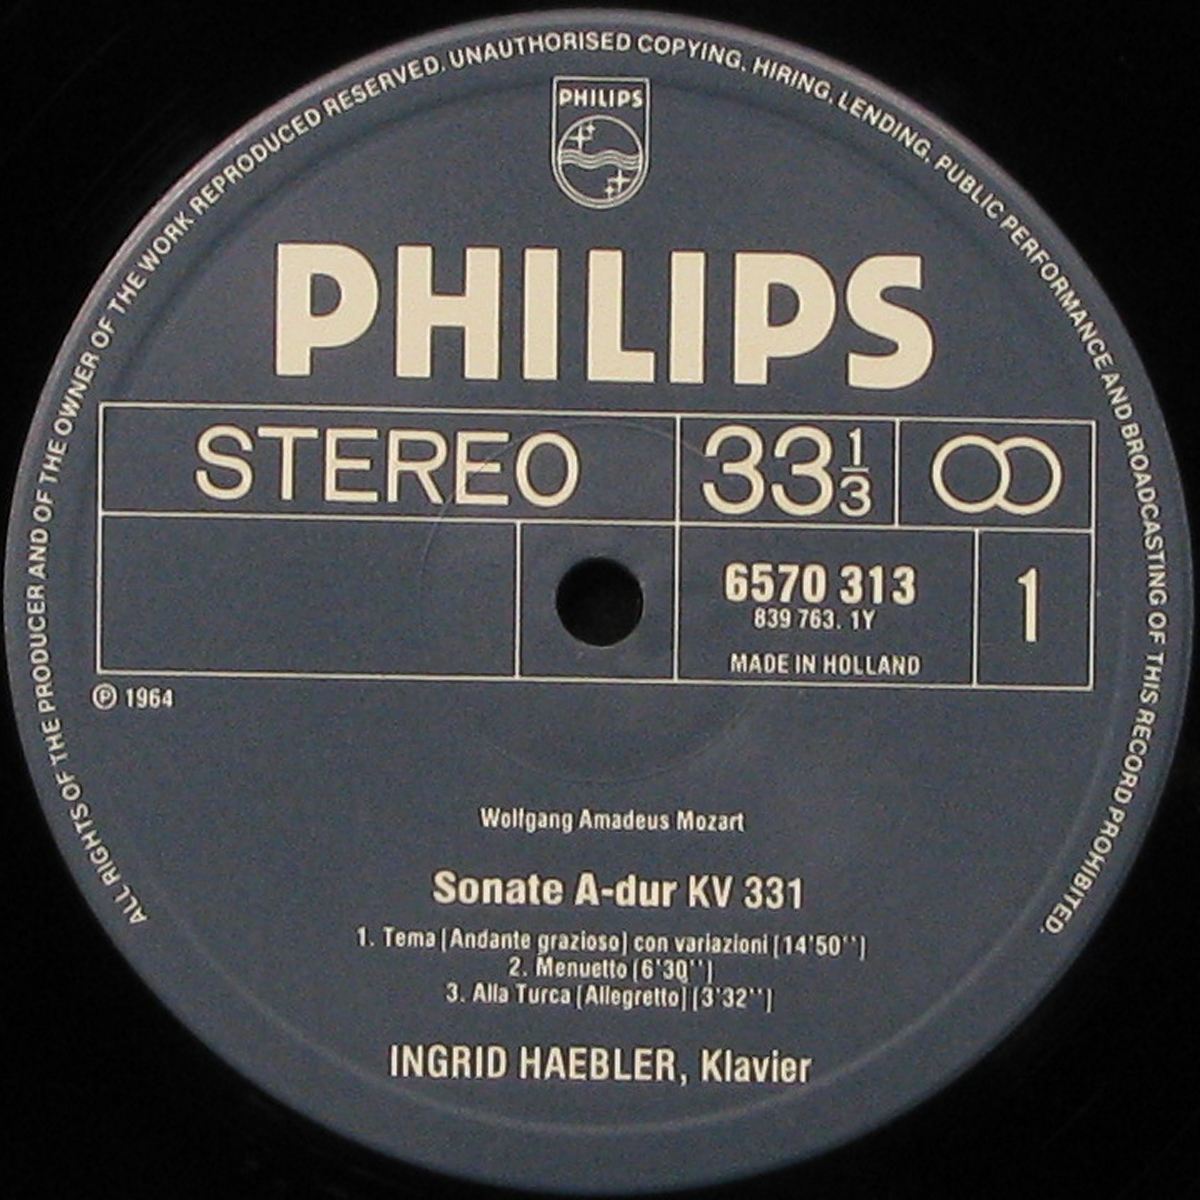 ALL RIGHTS OF THE PRODUCER AND OF THE OWNER OF THE WORK REPRODUCED RESERVED. UNAUTHORISED COPYING, HIRING, LENDING, PUBLIC PERFORMANCE AND BROADCASTING OF THIS RECORD PROHIBITED.
PHILIPS
PHILIPS
STEREO 33 1/3
6570 313 1
839 763. 1Y
MADE IN HOLLAND
℗ 1964
Wolfgang Amadeus Mozart
Sonate A-dur KV 331
1. Tema (Andante grazioso) con variazioni (14'50'')
2. Menuetto (6'30'')
3. Alla Turca (Allegretto) (3'32'')
INGRID HAEBLER, Klavier